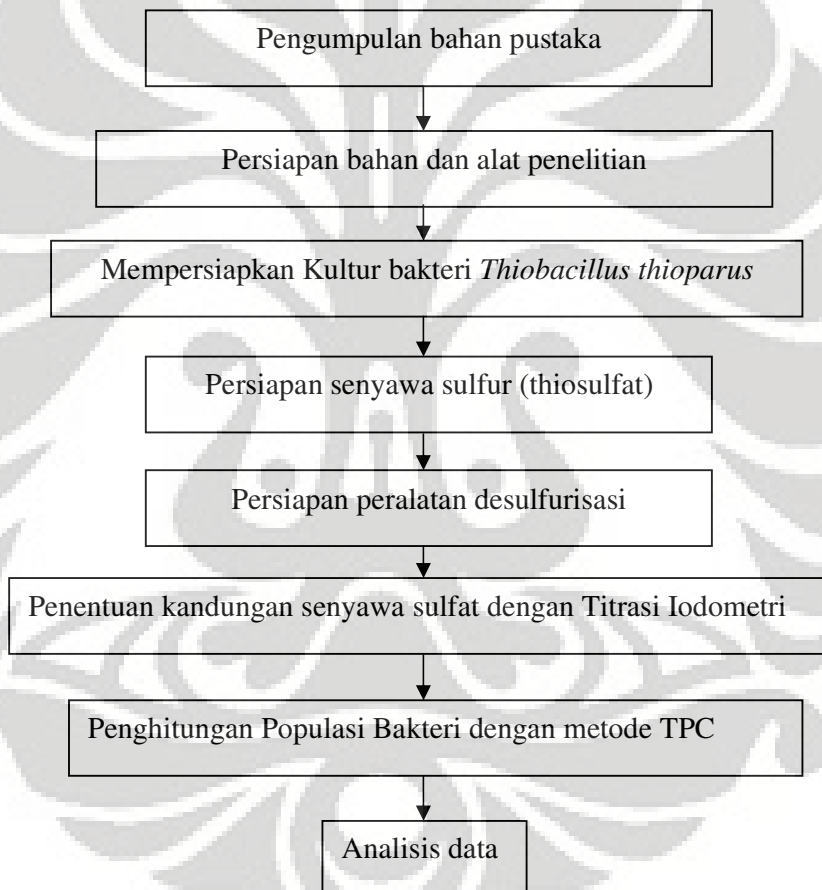 Pengumpulan bahan pustaka
Persiapan bahan dan alat penelitian
Mempersiapkan Kultur bakteri Thiobacillus thioparus
Persiapan senyawa sulfur (thiosulfat)
Persiapan peralatan desulfurisasi
Penentuan kandungan senyawa sulfat dengan Titrasi Iodometri
Penghitungan Populasi Bakteri dengan metode TPC
Analisis data